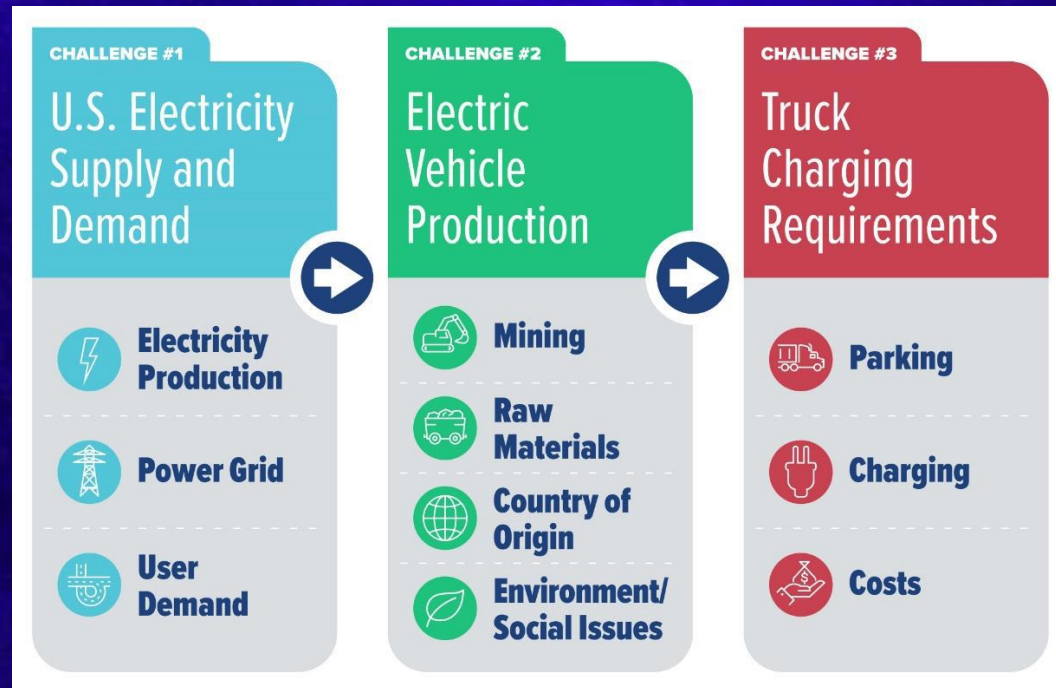 CHALLENGE #1
U.S. Electricity
Supply and
Demand
Electricity
Production
Power Grid
User
Demand
CHALLENGE #2
Electric
Vehicle
Production
Mining
Raw
Materials
Country of
Origin
Environment/
Social Issues
CHALLENGE #3
Truck
Charging
Requirements
Parking
Charging
Costs